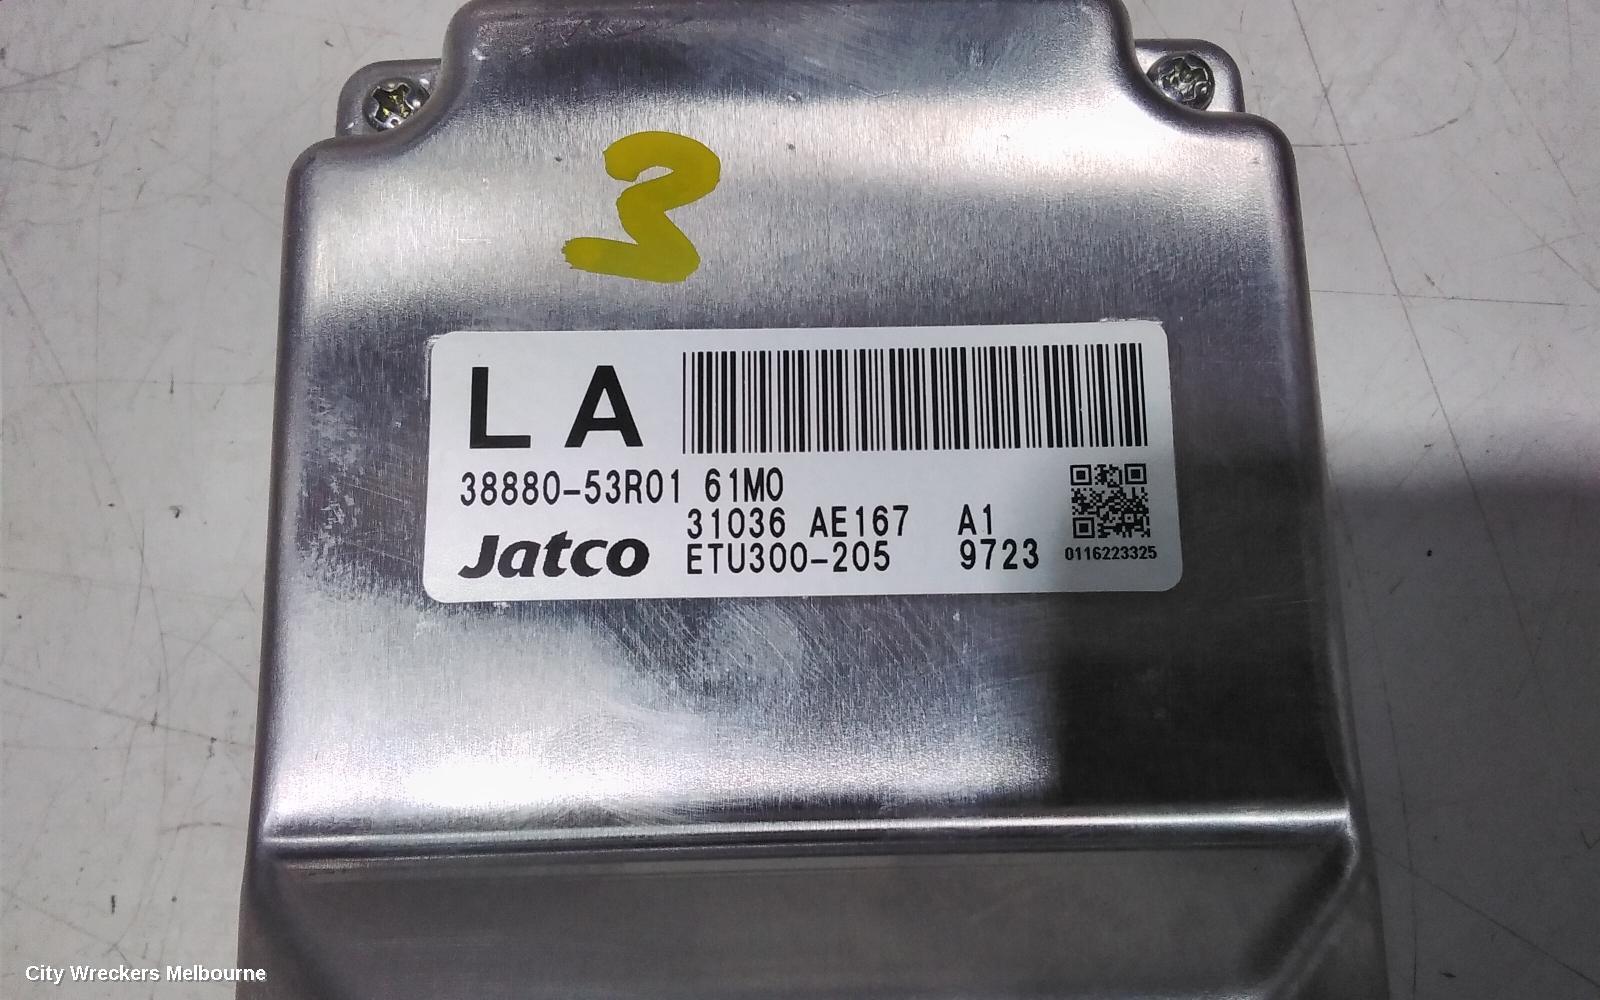 3
LA
38880-53R01 61M0
31036 AE167 A1
Jatco ETU300-205 9723
0116223325
City Wreckers Melbourne